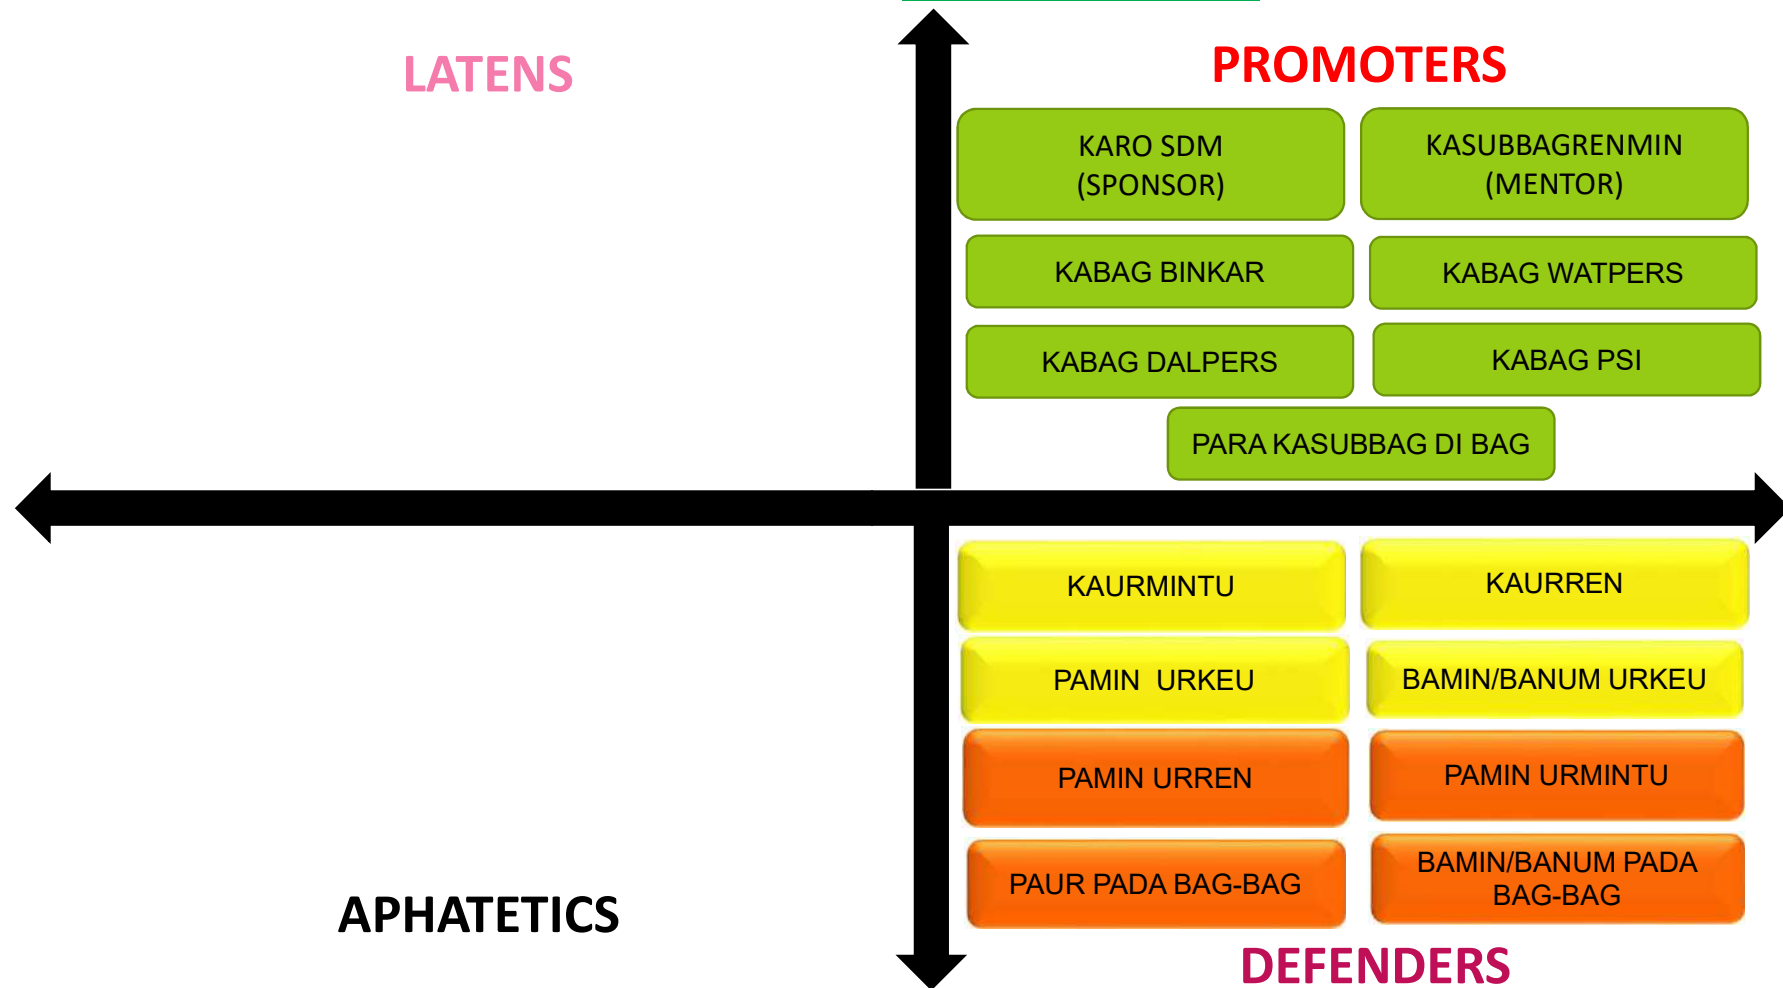 LATENS
PROMOTERS
KARO SDM
(SPONSOR)
KASUBBAGRENMIN
(MENTOR)
KABAG BINKAR
KABAG WATPERS
KABAG DALPERS
KABAG PSI
PARA KASUBBAG DI BAG
KAURMINTU
KAURREN
PAMIN URKEU
BAMIN/BANUM URKEU
PAMIN URREN
PAMIN URMINTU
PAUR PADA BAG-BAG
BAMIN/BANUM PADA
BAG-BAG
APHATETICS
DEFENDERS